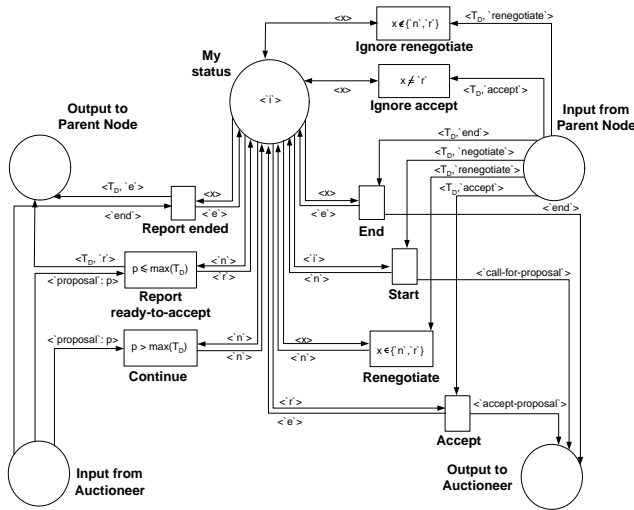 <x>
x ∉{`n`,`r`}
<T_D, `renegotiate`>
Ignore renegotiate
My
status
<x>
x ≠ `r`
<T_D, `accept`>
Ignore accept
<`i`>
Output to
Parent Node
Input from
Parent Node
<T_D, `end`>
<T_D, `negotiate`>
<T_D, `renegotiate`>
<T_D, `accept`>
<T_D, `e`>
<x>
<`end`>
<`e`>
Report ended
<x>
<`e`>
End
<`end`>
<T_D, `r`>
<`proposal`: p>
p ≤ max(T_D)
<`n`>
<`r`>
Report
ready-to-accept
<`i`>
<`n`>
Start
<`call-for-proposal`>
<`proposal`: p>
p > max(T_D)
<`n`>
<`n`>
Continue
<x>
<`n`>
x ∈{`n`,`r`}
Renegotiate
<`r`>
<`e`>
Accept
<`accept-proposal`>
Input from
Auctioneer
Output to
Auctioneer